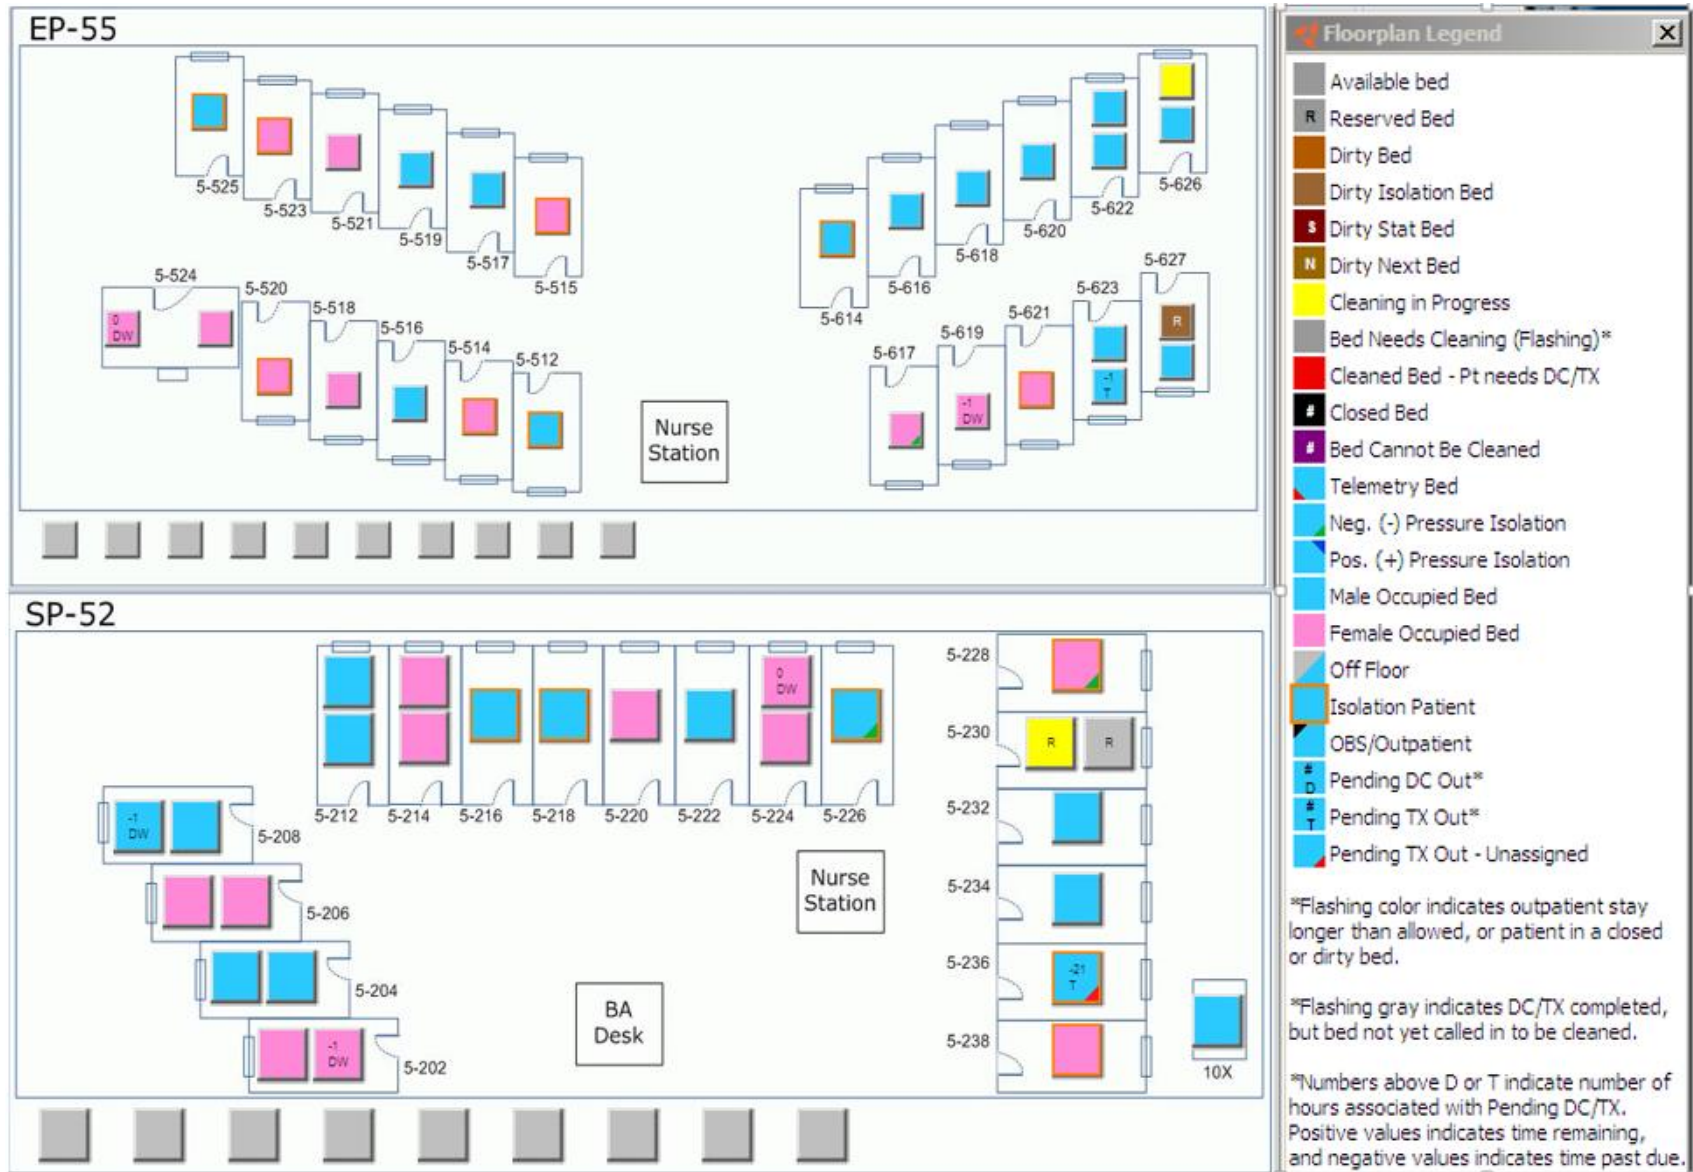 EP-55
5-525
5-523
5-521
5-519
5-517
5-515
5-524
5-520
5-518
5-516
5-514
5-512
0
DW
Nurse
Station
5-626
5-622
5-620
5-618
5-616
5-614
5-627
5-623
5-621
5-619
5-617
R
-1
T
-1
DW
SP-52
0
DW
5-212
5-214
5-216
5-218
5-220
5-222
5-224
5-226
-1
DW
5-208
5-206
5-204
-1
DW
5-202
Nurse
Station
BA
Desk
5-228
5-230
R
R
5-232
5-234
5-236
-21
T
5-238
10X
Floorplan Legend
Available bed
R
Reserved Bed
Dirty Bed
Dirty Isolation Bed
S
Dirty Stat Bed
N
Dirty Next Bed
Cleaning in Progress
Bed Needs Cleaning (Flashing)*
Cleaned Bed - Pt needs DC/TX
#
Closed Bed
#
Bed Cannot Be Cleaned
Telemetry Bed
Neg. (-) Pressure Isolation
Pos. (+) Pressure Isolation
Male Occupied Bed
Female Occupied Bed
Off Floor
Isolation Patient
OBS/Outpatient
#
D
Pending DC Out*
#
T
Pending TX Out*
Pending TX Out - Unassigned
*Flashing color indicates outpatient stay
longer than allowed, or patient in a closed
or dirty bed.
*Flashing gray indicates DC/TX completed,
but bed not yet called in to be cleaned.
*Numbers above D or T indicate number of
hours associated with Pending DC/TX.
Positive values indicates time remaining,
and negative values indicates time past due.